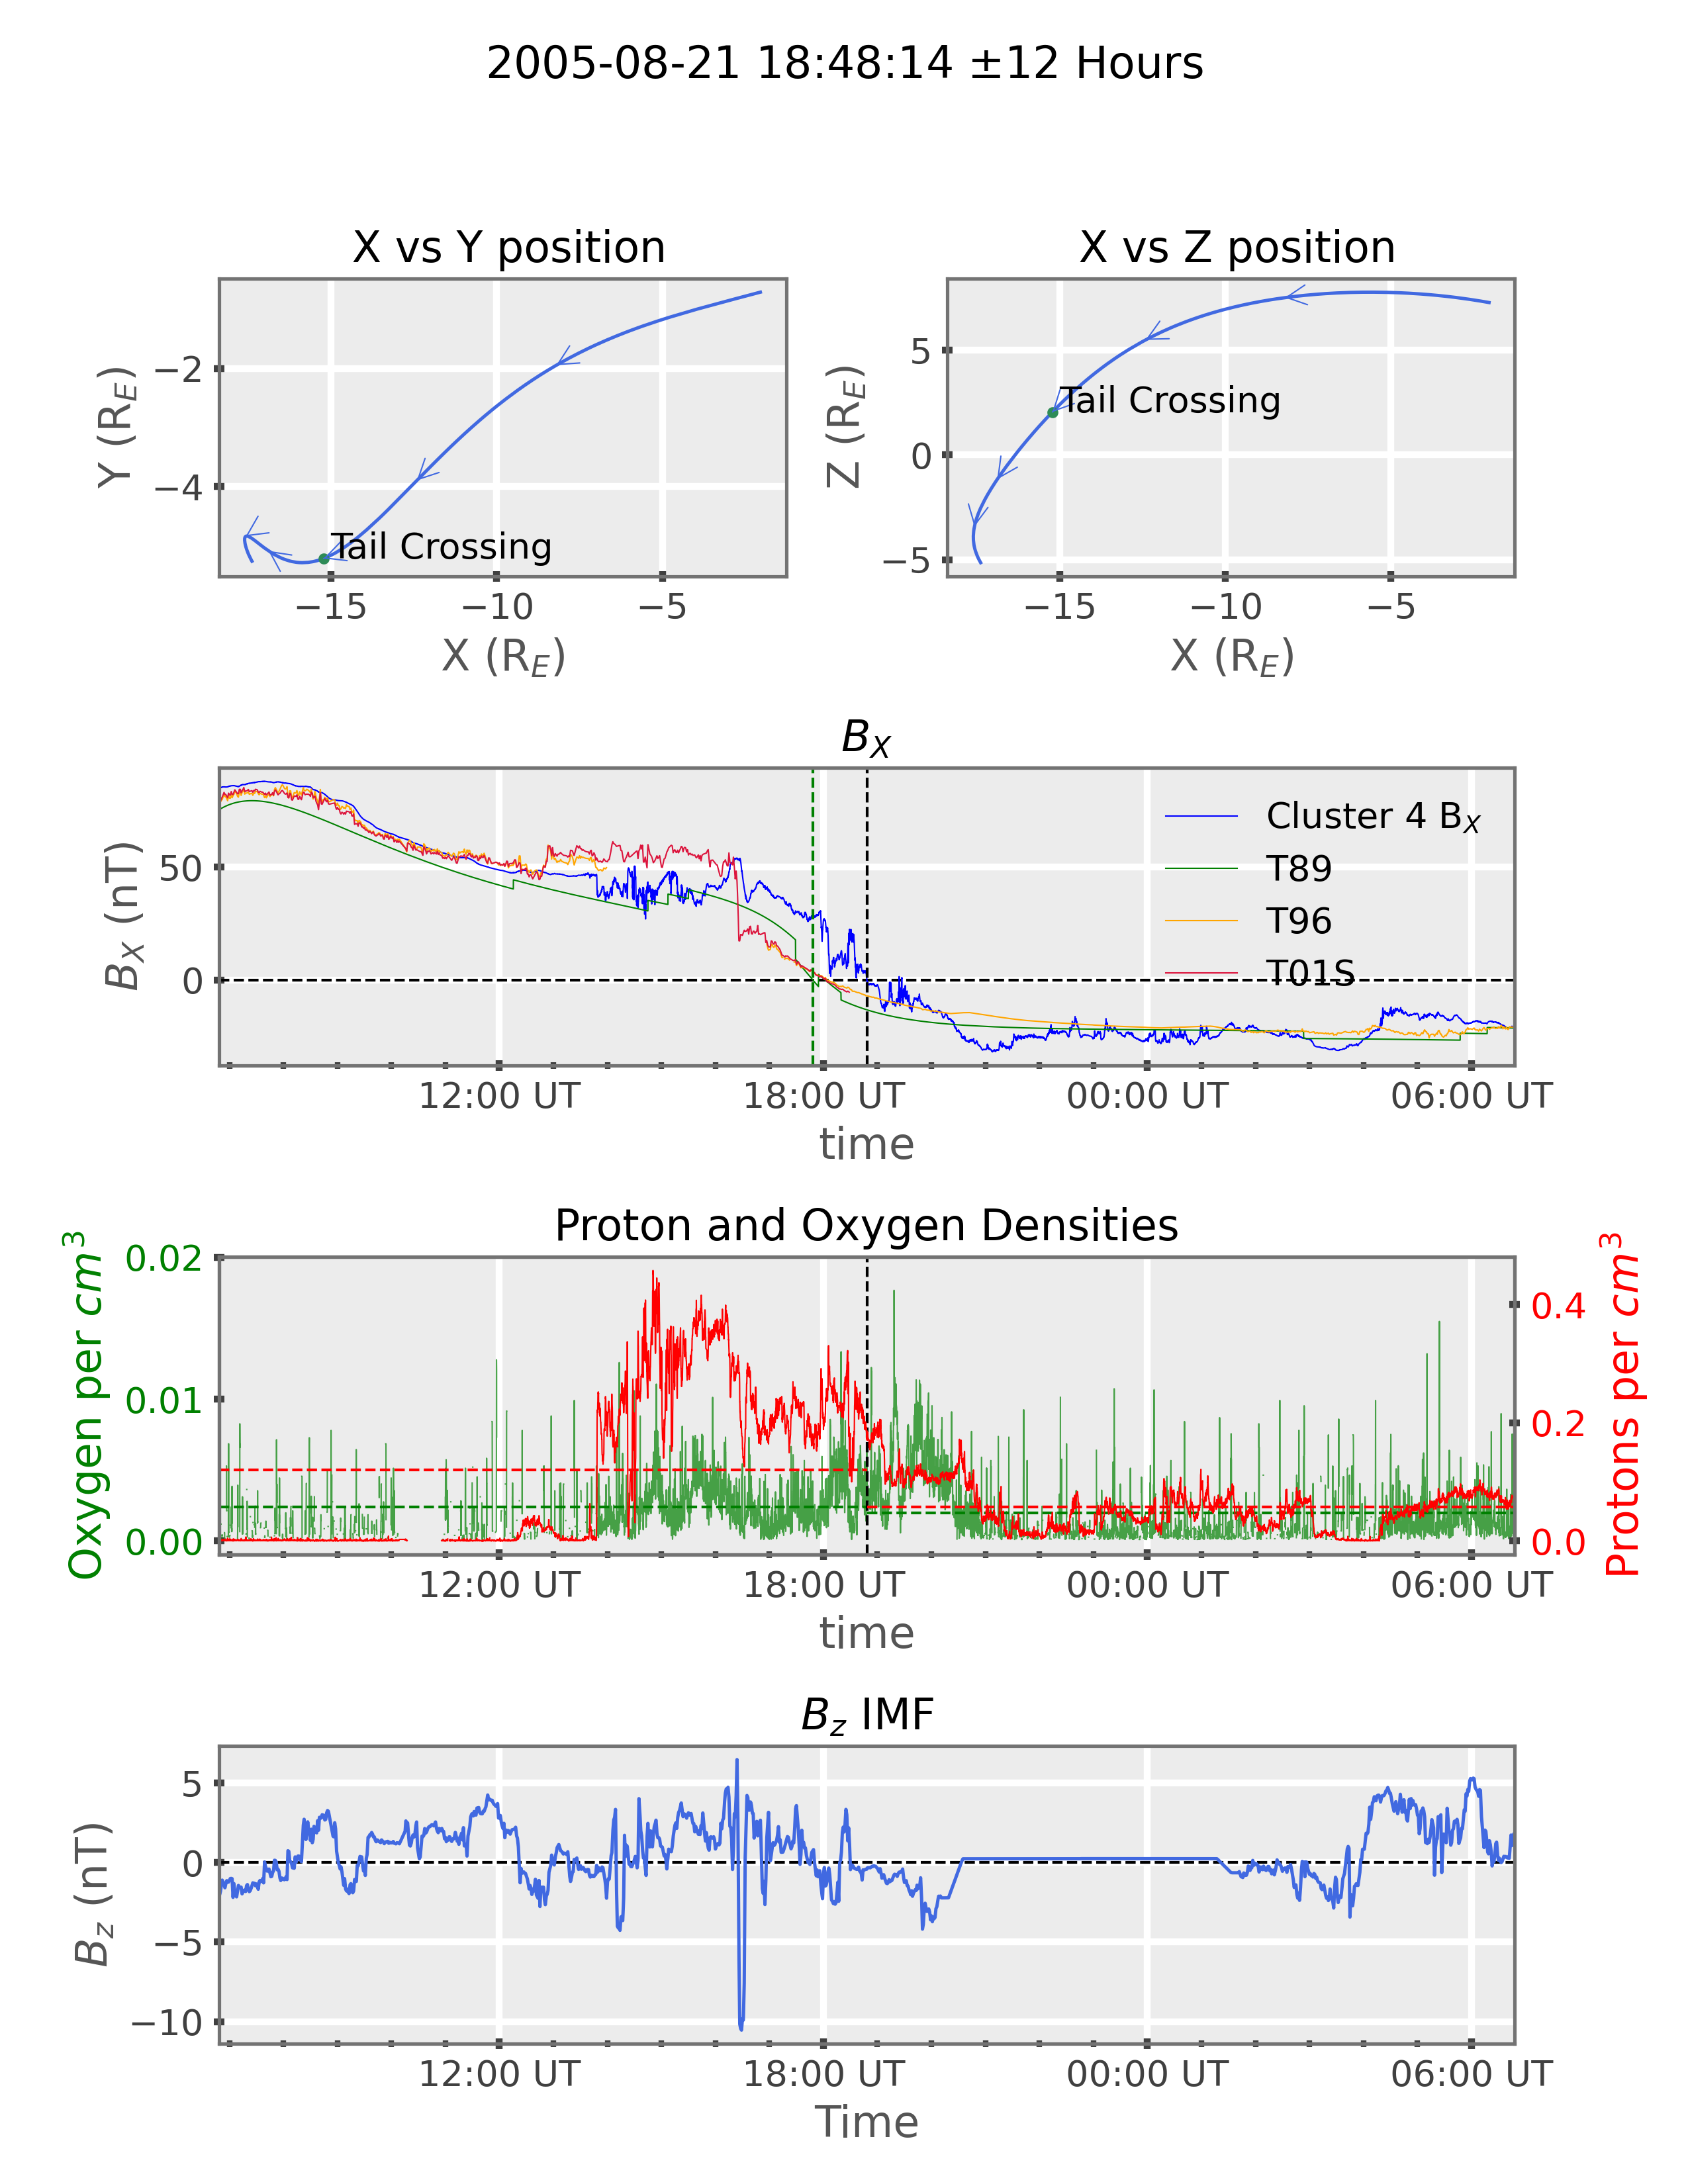 2005-08-21 18:48:14 ±12 Hours
X vs Y position
X vs Z position
Y (R_E)
−2
−4
Tail Crossing
−15
−10
−5
X (R_E)
Z (R_E)
5
0
−5
Tail Crossing
−15
−10
−5
X (R_E)
B_X
B_X (nT)
50
0
Cluster 4 B_X
T89
T96
T01S
12:00 UT
18:00 UT
00:00 UT
06:00 UT
time
Proton and Oxygen Densities
Oxygen per cm^3
0.02
0.01
0.00
0.4
0.2
0.0
Protons per cm^3
12:00 UT
18:00 UT
00:00 UT
06:00 UT
time
B_z IMF
B_z (nT)
5
0
−5
−10
12:00 UT
18:00 UT
00:00 UT
06:00 UT
Time